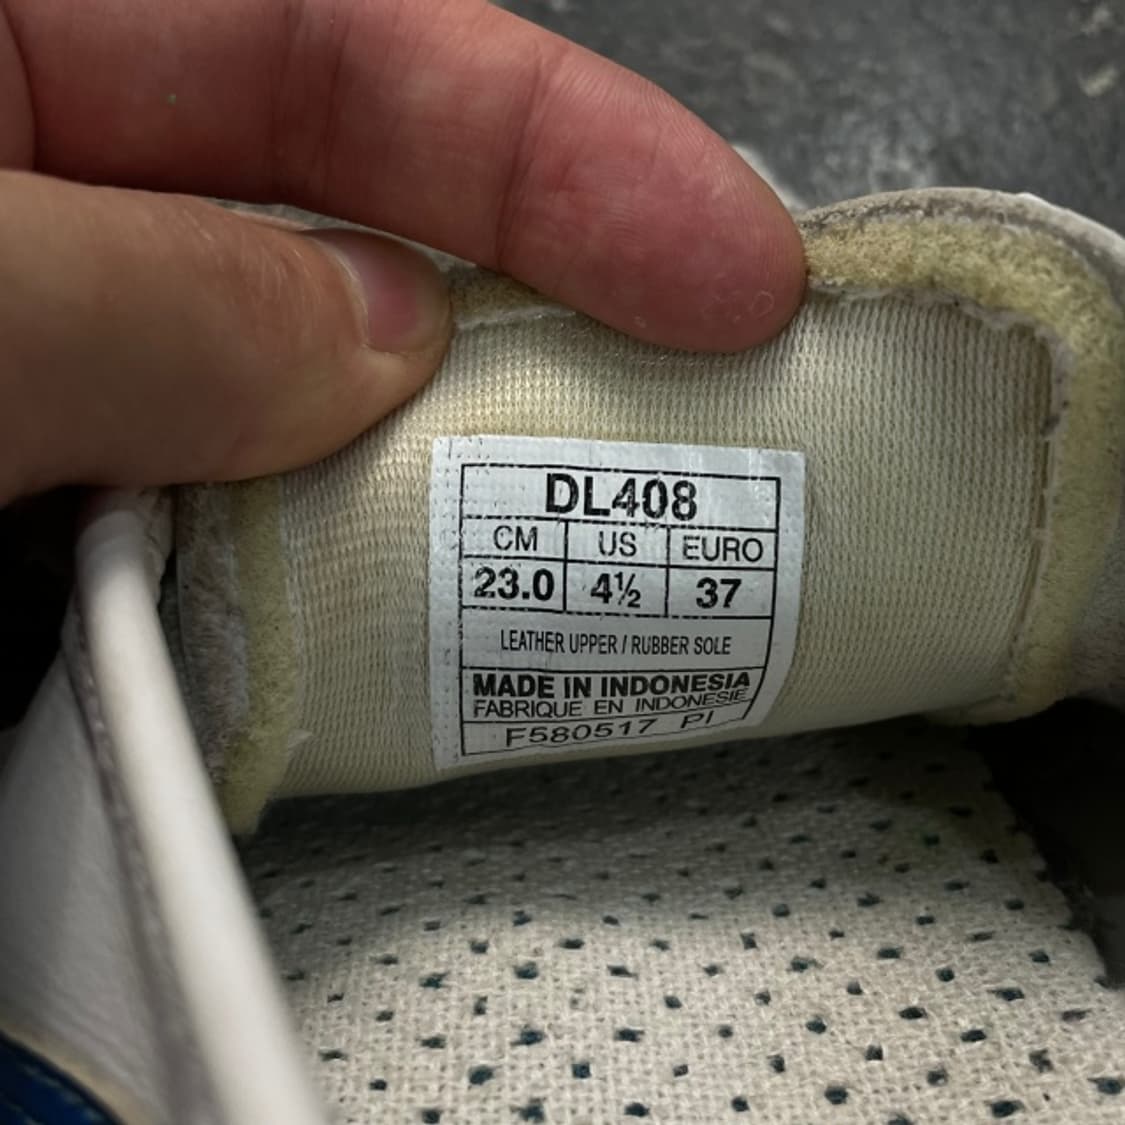 DL408
CM US EURO
23.0 4½ 37
LEATHER UPPER / RUBBER SOLE
MADE IN INDONESIA
FABRIQUE EN INDONESIE
F580517 PI